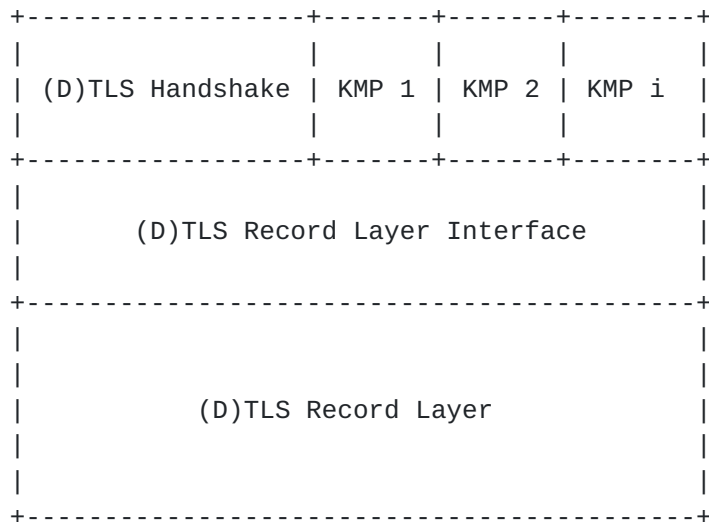 (D)TLS Handshake | KMP 1 | KMP 2 | KMP i
(D)TLS Record Layer Interface
(D)TLS Record Layer